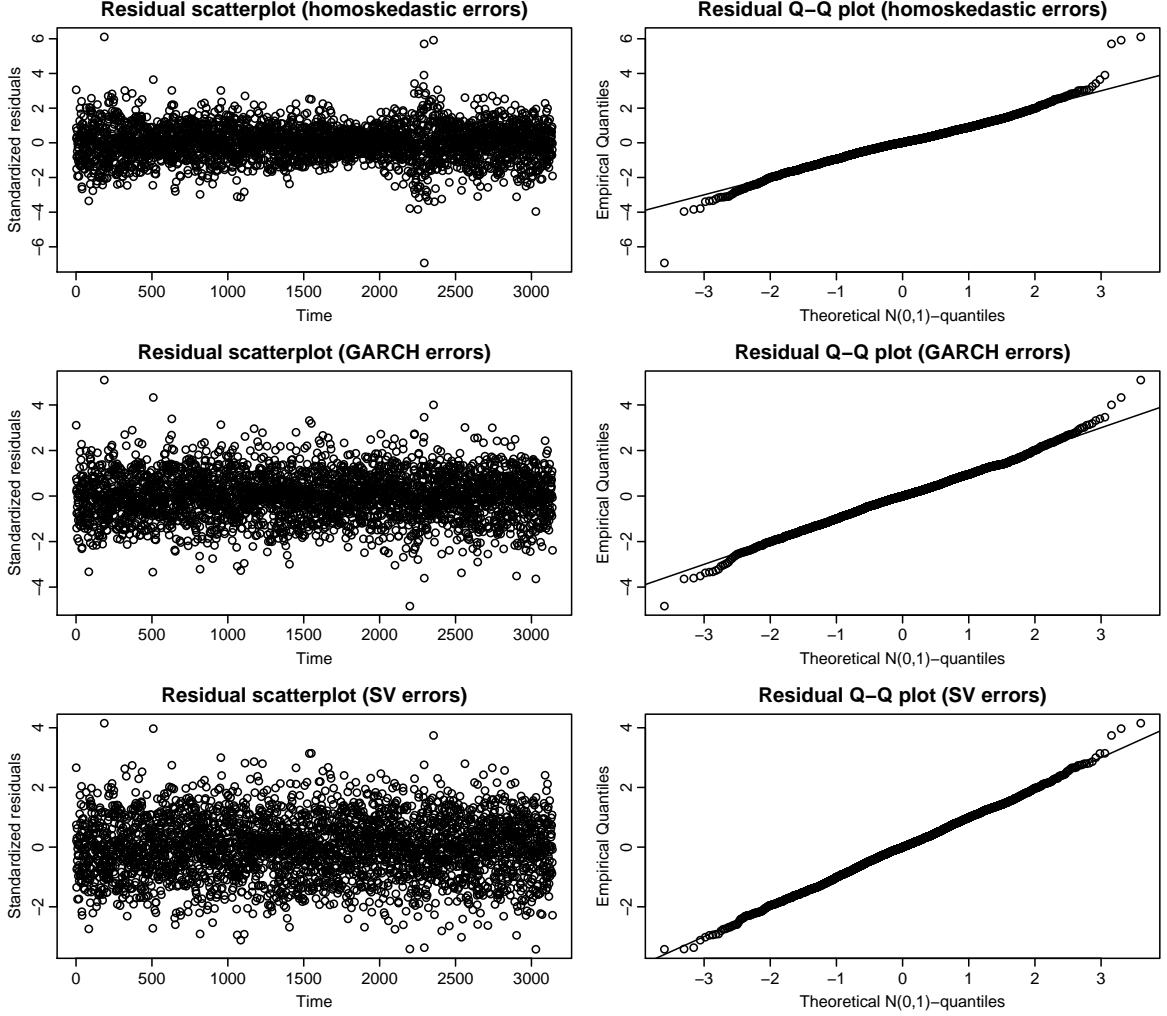 Residual scatterplot (homoskedastic errors)
Standardized residuals
6
4
2
0
−2
−4
−6
0 500 1000 1500 2000 2500 3000
Time
Residual Q−Q plot (homoskedastic errors)
Empirical Quantiles
6
4
2
0
−2
−4
−6
−3 −2 −1 0 1 2 3
Theoretical N(0,1)−quantiles
Residual scatterplot (GARCH errors)
Standardized residuals
4
2
0
−2
−4
0 500 1000 1500 2000 2500 3000
Time
Residual Q−Q plot (GARCH errors)
Empirical Quantiles
4
2
0
−2
−4
−3 −2 −1 0 1 2 3
Theoretical N(0,1)−quantiles
Residual scatterplot (SV errors)
Standardized residuals
4
2
0
−2
0 500 1000 1500 2000 2500 3000
Time
Residual Q−Q plot (SV errors)
Empirical Quantiles
4
2
0
−2
−3 −2 −1 0 1 2 3
Theoretical N(0,1)−quantiles